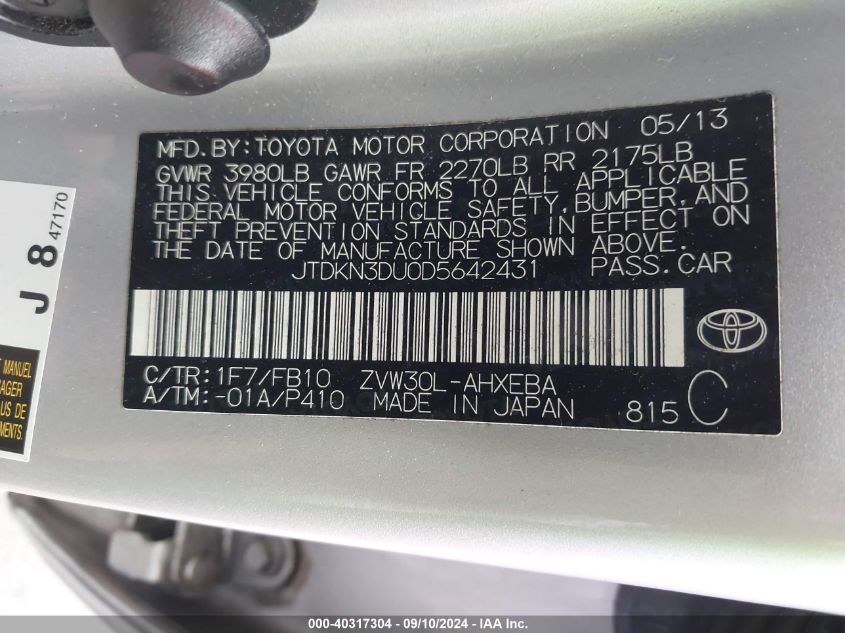 MFD.BY:TOYOTA MOTOR CORPORATION 05/13
GVWR 3980LB GAWR FR 2270LB RR 2175LB
THIS VEHICLE CONFORMS TO ALL APPLICABLE
FEDERAL MOTOR VEHICLE SAFETY,BUMPER,AND
THEFT PREVENTION STANDARDS IN EFFECT ON
THE DATE OF MANUFACTURE SHOWN ABOVE.
JTDKN3DU0D5642431 PASS.CAR
C/TR:1F7/FB10 ZVW30L-AHXEBA
A/TM:-01A/P410 MADE IN JAPAN 815 C
J 8 47170
MANUEL
US DE
000-40317304 - 09/10/2024 - IAA Inc.